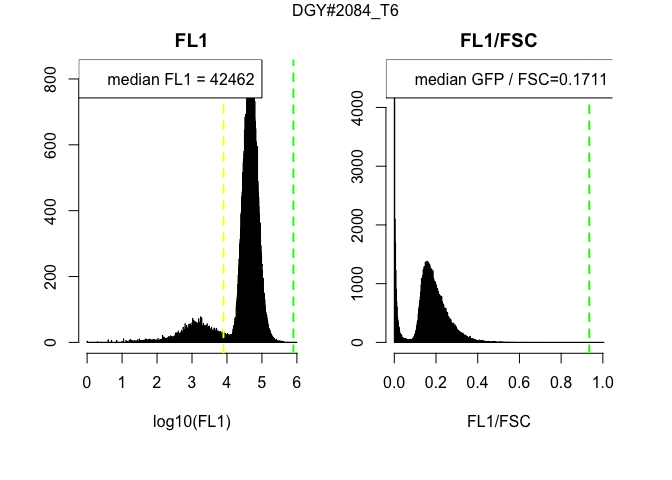 DGY#2084_T6
FL1
median FL1 = 42462
800
600
400
200
0
0 1 2 3 4 5 6
log10(FL1)
FL1/FSC
median GFP / FSC=0.1711
4000
3000
2000
1000
0
0.0 0.2 0.4 0.6 0.8 1.0
FL1/FSC